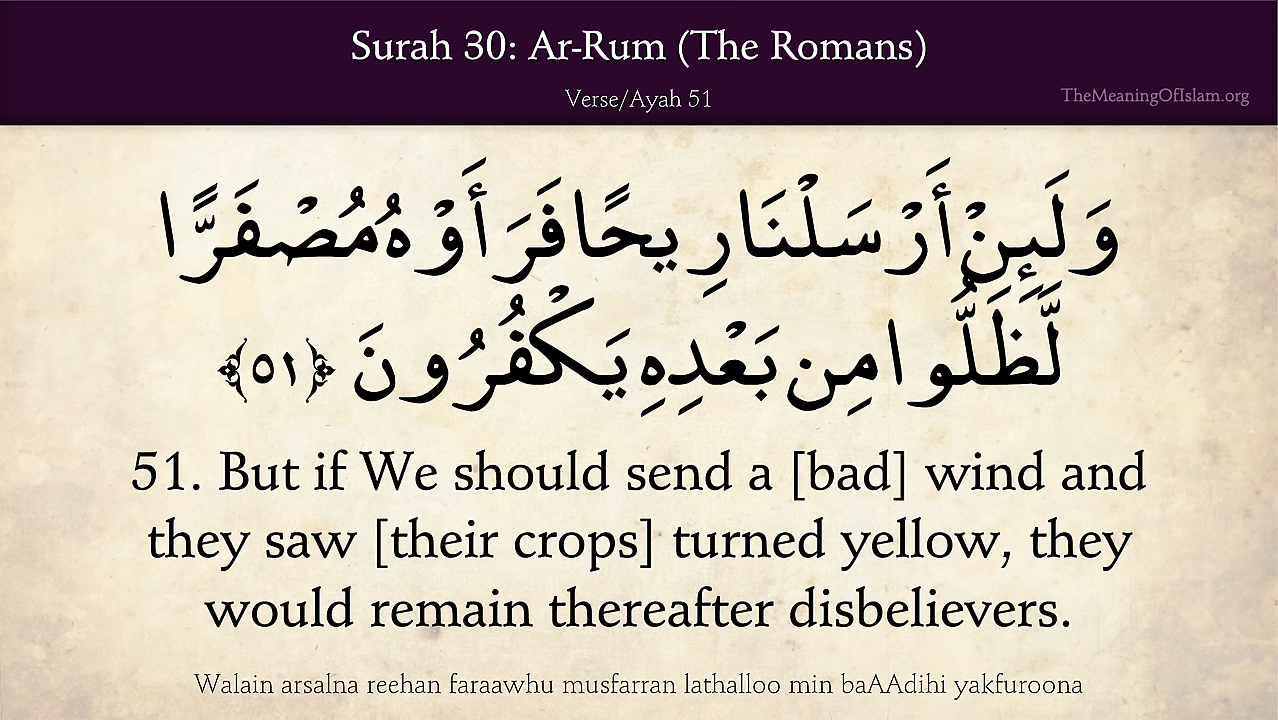 Surah 30: Ar-Rum (The Romans)
Verse/Ayah 51
TheMeaningOfIslam.org
وَلَئِنْ أَرْسَلْنَا رِيحًا فَرَأَوْهُ مُصْفَرًّا
لَّظَلُّوا مِن بَعْدِهِ يَكْفُرُونَ ﴿٥١﴾
51. But if We should send a [bad] wind and
they saw [their crops] turned yellow, they
would remain thereafter disbelievers.
Walain arsalna reehan faraawhu musfarran lathalloo min baAAdihi yakfuroona